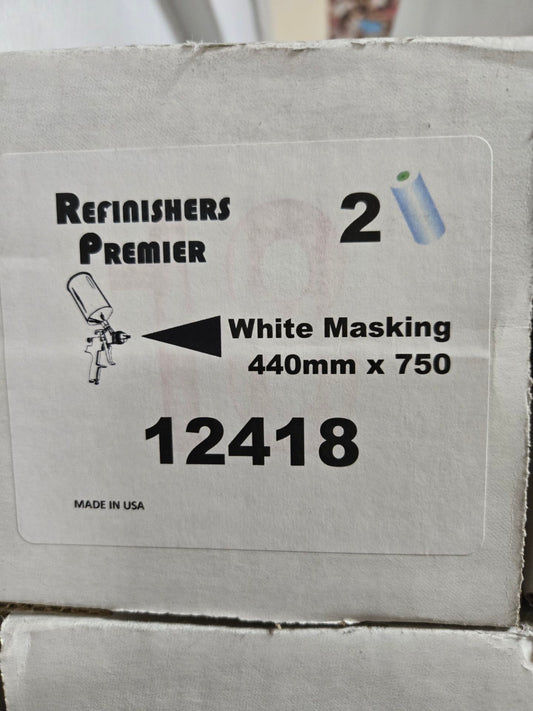 REFINISHERS
PREMIER
2
White Masking
440mm x 750
12418
MADE IN USA